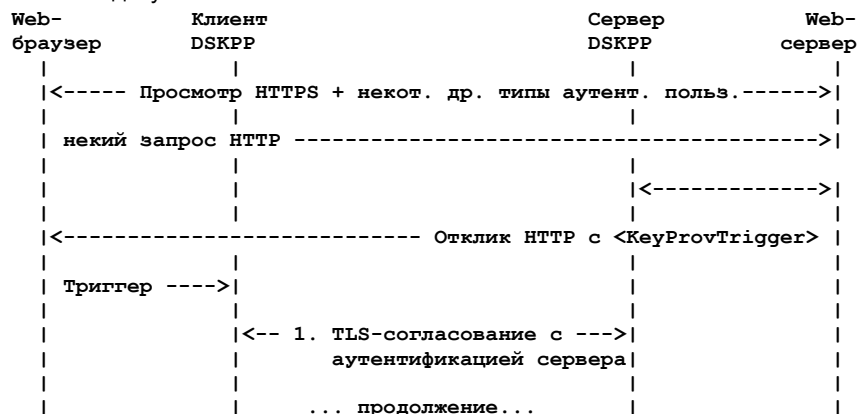 Web-             Клиент                              Сервер            Web-
браузер          DSKPP                               DSKPP           сервер
|<----- Просмотр HTTPS + некот. др. типы аутент. польз.------>|
| некий запрос HTTP ----------------------------------------->|
|<------------->|
|<---------------------------- Отклик HTTP с <KeyProvTrigger> |
| Триггер ---->|
|<-- 1. TLS-согласование с --->|
аутентификацией сервера|
... продолжение...